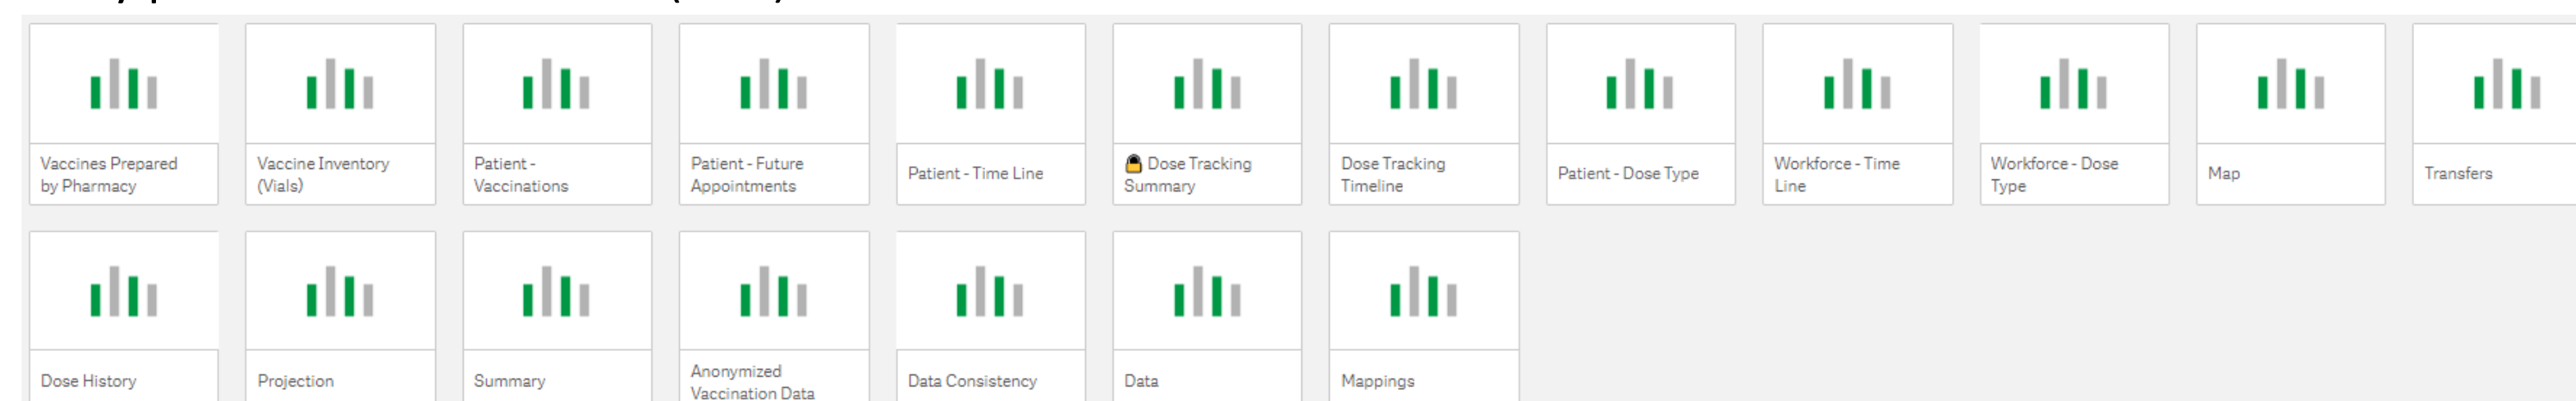 Vaccines Prepared
by Pharmacy
Vaccine Inventory
(Vials)
Patient -
Vaccinations
Patient - Future
Appointments
Patient - Time Line
🔒 Dose Tracking
Summary
Dose Tracking
Timeline
Patient - Dose Type
Workforce - Time
Line
Workforce - Dose
Type
Map
Transfers
Dose History
Projection
Summary
Anonymized
Vaccination Data
Data Consistency
Data
Mappings